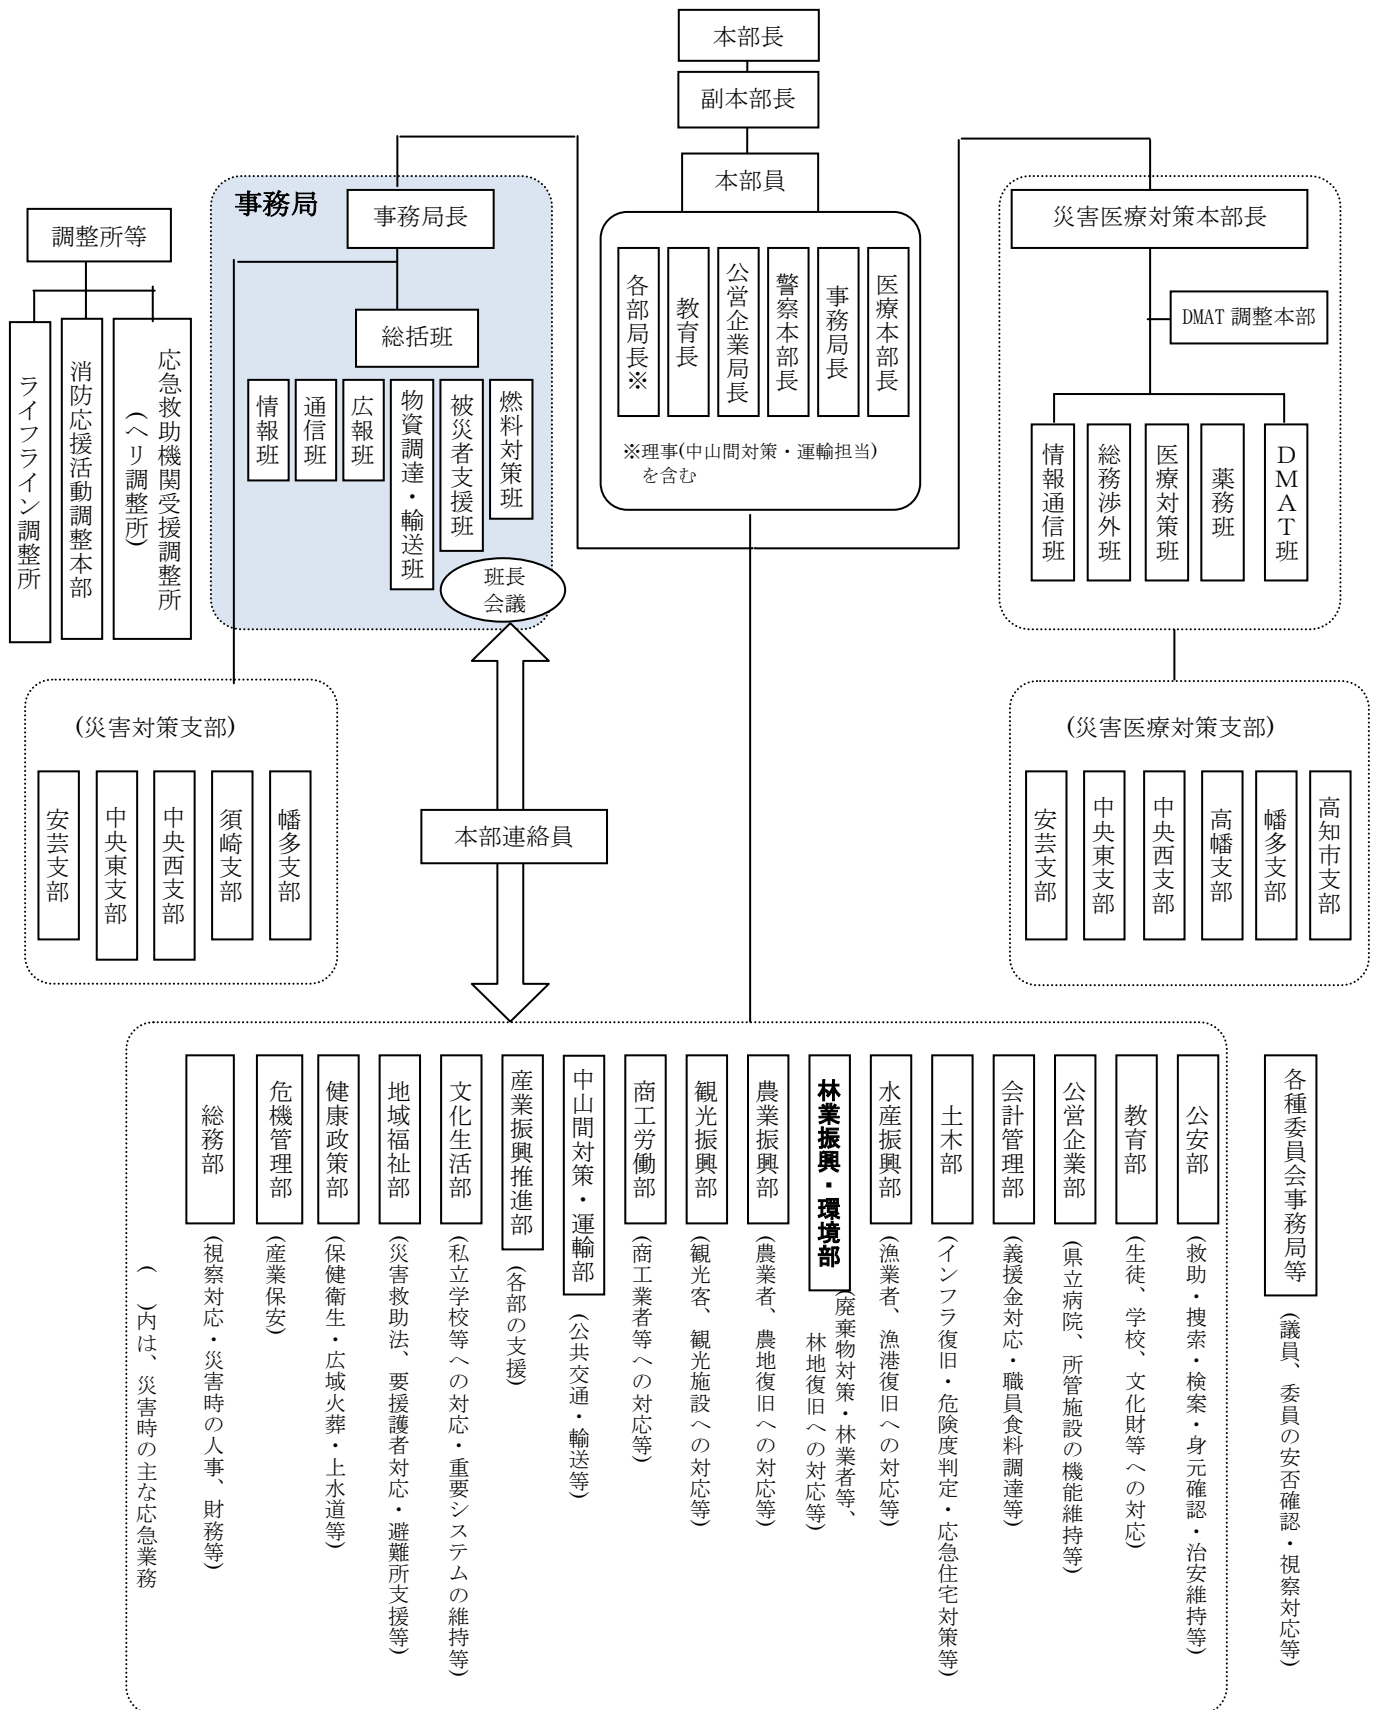 本部長
副本部長
本部員
各部局長※
教育長
公営企業局長
警察本部長
事務局長
医療本部長
※理事(中山間対策・運輸担当)
を含む
調整所等
ライフライン調整所
消防応援活動調整本部
応急救助機関受援調整所
(ヘリ調整所)
事務局
事務局長
総括班
情報班
通信班
広報班
物資調達・輸送班
被災者支援班
燃料対策班
班長
会議
災害医療対策本部長
DMAT 調整本部
情報通信班
総務渉外班
医療対策班
薬務班
DMAT班
(災害対策支部)
安芸支部
中央東支部
中央西支部
須崎支部
幡多支部
本部連絡員
(災害医療対策支部)
安芸支部
中央東支部
中央西支部
高幡支部
幡多支部
高知市支部
(　)内は、災害時の主な応急業務
総務部
(視察対応・災害時の人事、財務等)
危機管理部
(産業保安)
健康政策部
(保健衛生・広域火葬・上水道等)
地域福祉部
(災害救助法、要援護者対応・避難所支援等)
文化生活部
(私立学校等への対応・重要システムの維持等)
産業振興推進部
(各部の支援)
中山間対策・運輸部
(公共交通・輸送等)
商工労働部
(商工業者等への対応等)
観光振興部
(観光客、観光施設への対応等)
農業振興部
(農業者、農地復旧への対応等)
林業振興・環境部
(廃棄物対策・林業者等、
林地復旧への対応等)
水産振興部
(漁業者、漁港復旧への対応等)
土木部
(インフラ復旧・危険度判定・応急住宅対策等)
会計管理部
(義援金対応・職員食料調達等)
公営企業部
(県立病院、所管施設の機能維持等)
教育部
(生徒、学校、文化財等への対応)
公安部
(救助・捜索・検案・身元確認・治安維持等)
各種委員会事務局等
(議員、委員の安否確認・視察対応等)